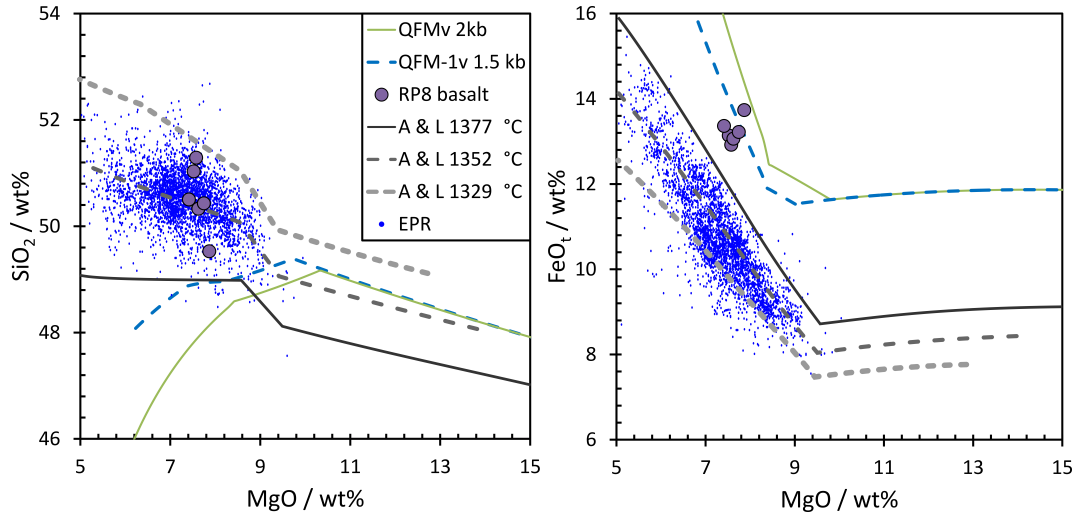 54
52
50
48
46
SiO2 / wt%
5
7
9
11
13
15
MgO / wt%
QFMv 2kb
QFM-1v 1.5 kb
RP8 basalt
A & L 1377 °C
A & L 1352 °C
A & L 1329 °C
EPR
16
14
12
10
8
6
FeOt / wt%
5
7
9
11
13
15
MgO / wt%